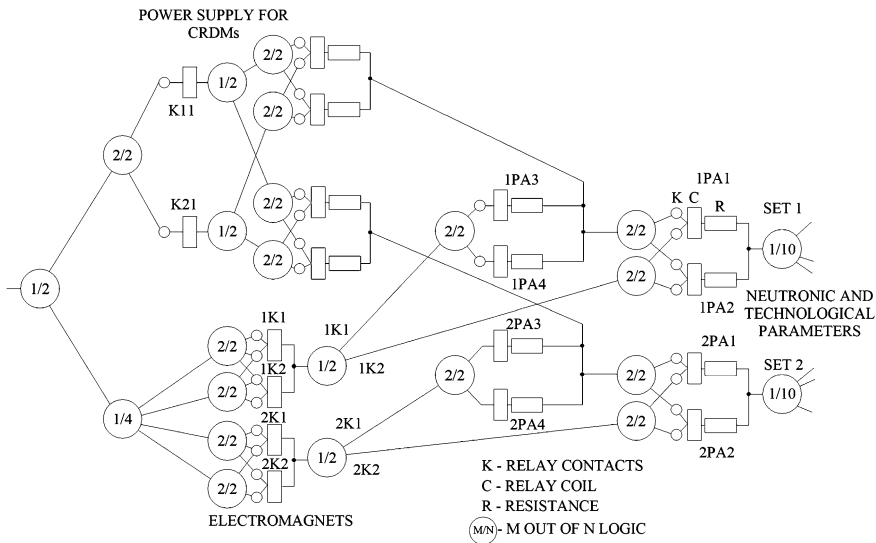 POWER SUPPLY FOR
CRDMs
2/2
1/2
K11
2/2
2/2
K21
1/2
2/2
2/2
1/2
1PA3
2/2
1PA4
1PA1
K C
R
SET 1
2/2
1/10
2/2
1PA2
NEUTRONIC AND
TECHNOLOGICAL
PARAMETERS
1K1
2/2
1K2
2/2
1K1
1/2
1K2
1/4
2K1
2/2
2K2
2/2
2K1
1/2
2K2
ELECTROMAGNETS
2PA3
2/2
2PA4
2PA1
SET 2
2/2
1/10
2/2
2PA2
K - RELAY CONTACTS
C - RELAY COIL
R - RESISTANCE
M/N - M OUT OF N LOGIC